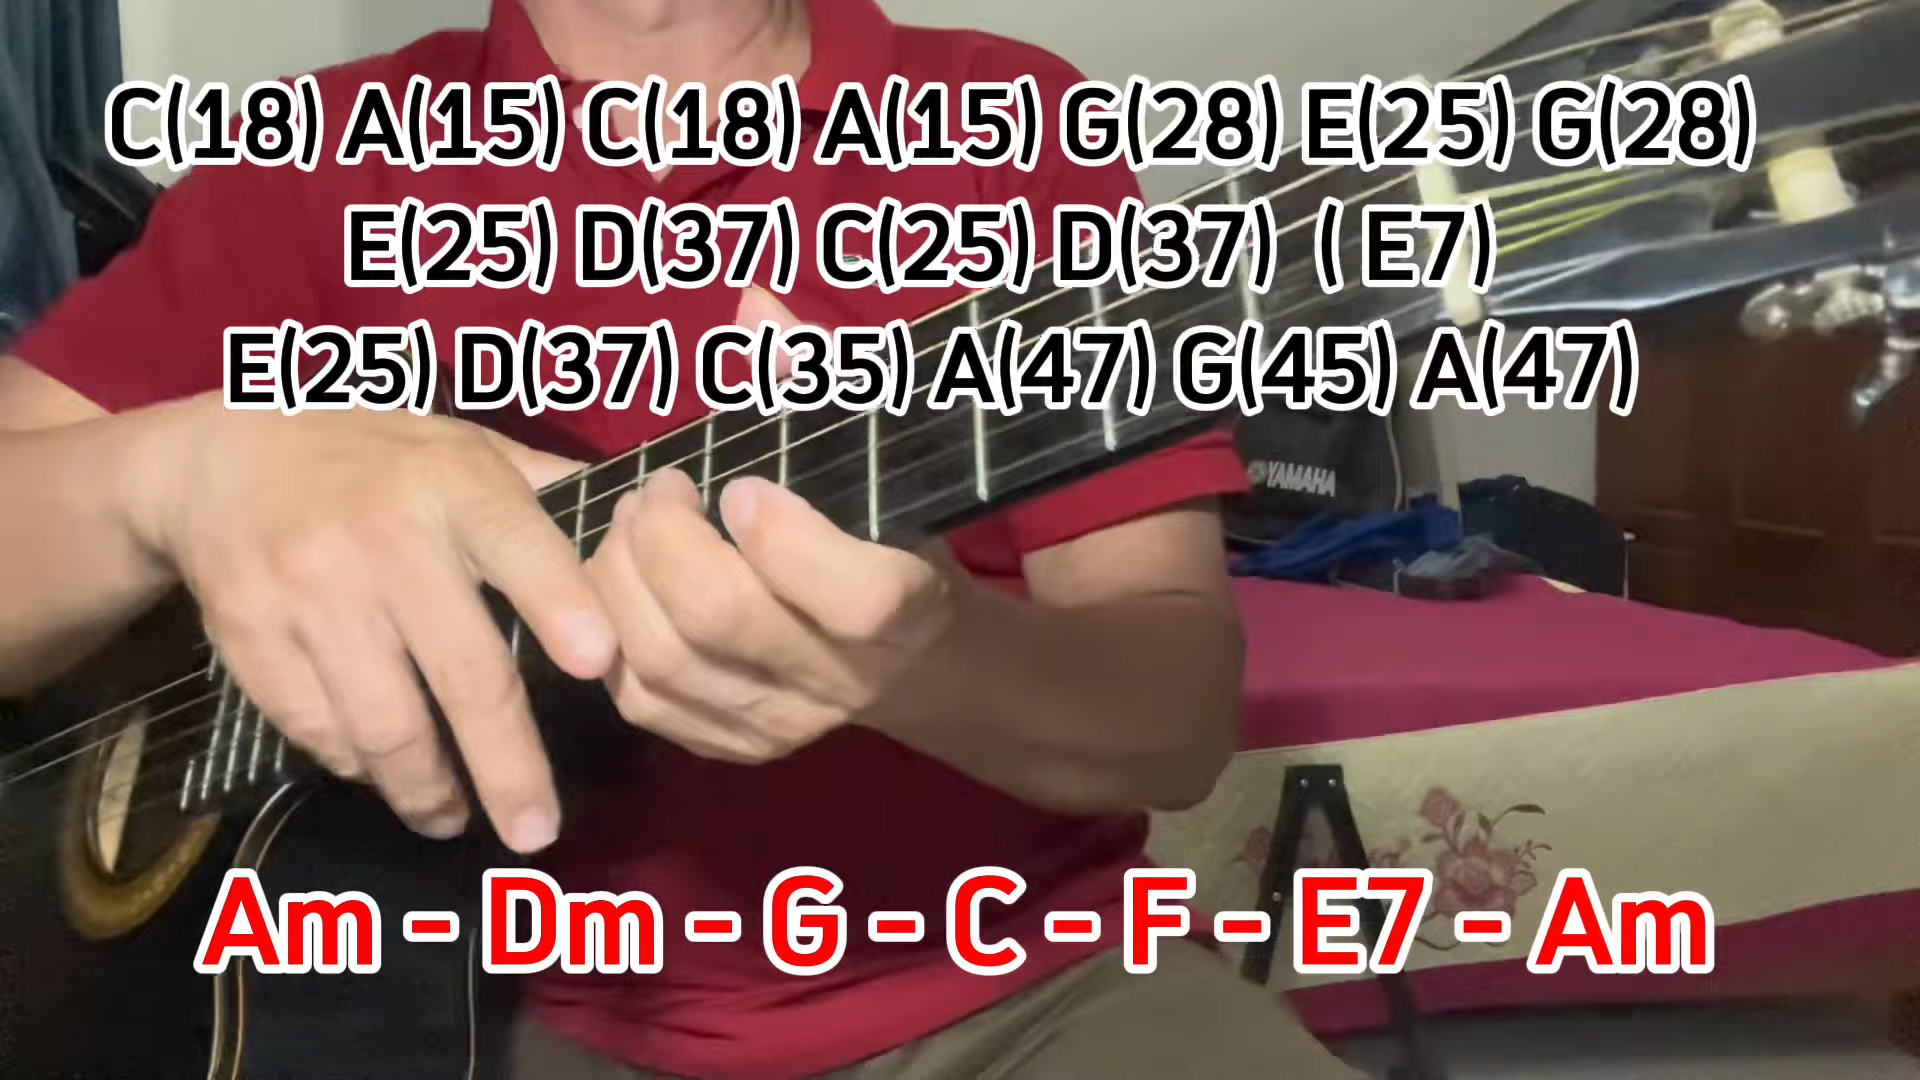 C(18) A(15) C(18) A(15) G(28) E(25) G(28)
E(25) D(37) C(25) D(37) ( E7)
E(25) D(37) C(35) A(47) G(45) A(47)
YAMAHA
Am - Dm - G - C - F - E7 - Am